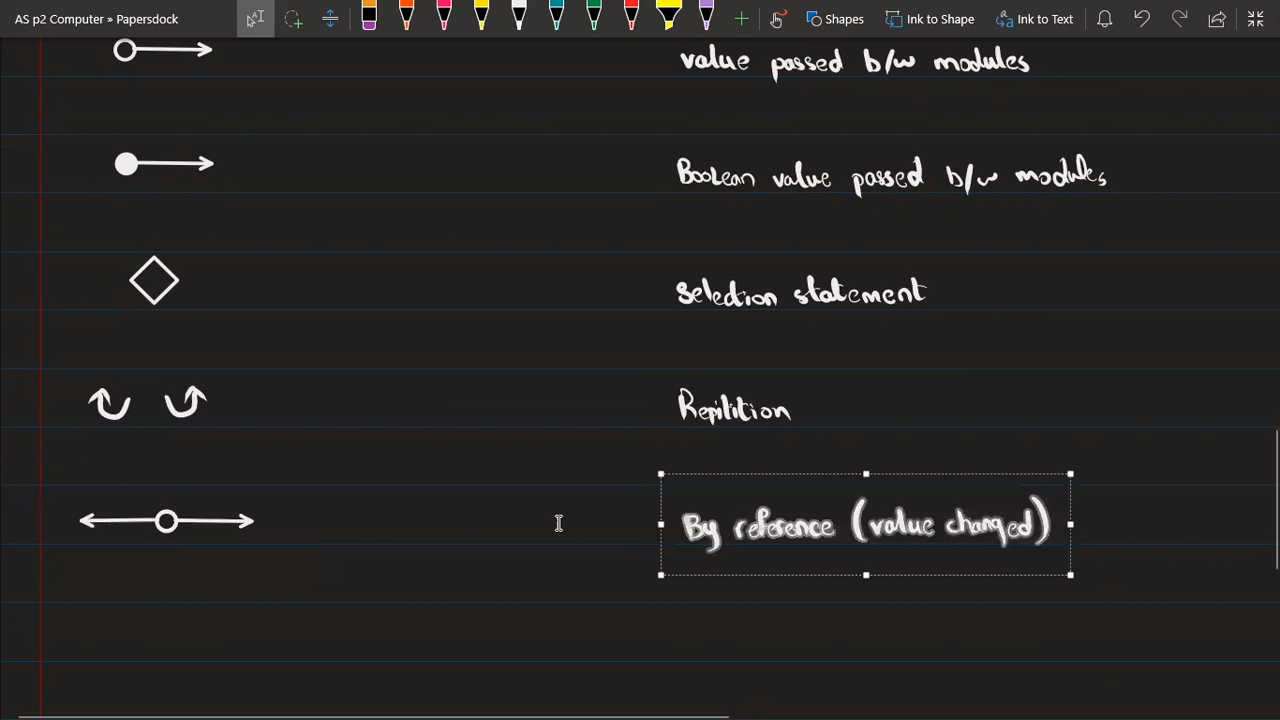 AS p2 Computer » Papersdock
Shapes
Ink to Shape
Ink to Text
value passed b/w modules
Boolean value passed b/w modules
Selection statement
Repitition
By reference (value changed)